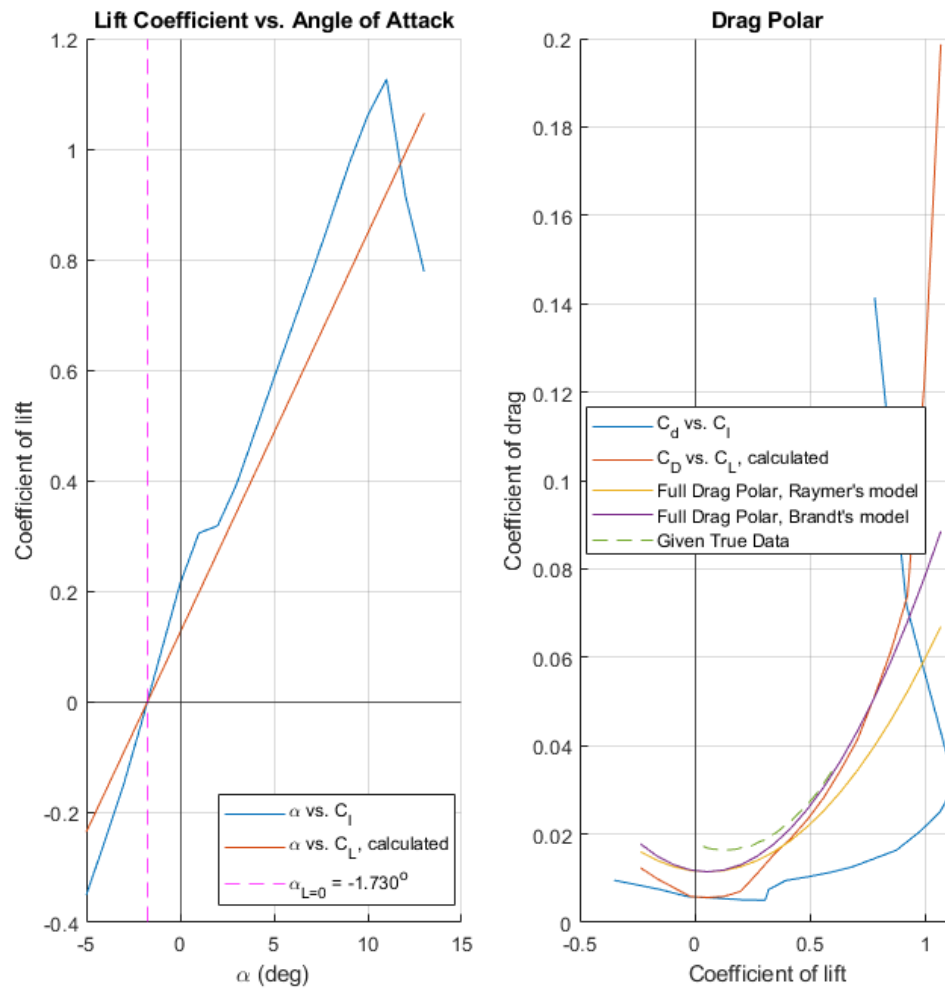 Lift Coefficient vs. Angle of Attack
1.2
1
0.8
0.6
0.4
0.2
0
-0.2
-0.4
Coefficient of lift
-5
0
5
10
15
α (deg)
α vs. C_l
α vs. C_L, calculated
α_L=0 = -1.730°
Drag Polar
0.2
0.18
0.16
0.14
0.12
0.1
0.08
0.06
0.04
0.02
0
Coefficient of drag
-0.5
0
0.5
1
Coefficient of lift
C_d vs. C_l
C_D vs. C_L, calculated
Full Drag Polar, Raymer's model
Full Drag Polar, Brandt's model
Given True Data